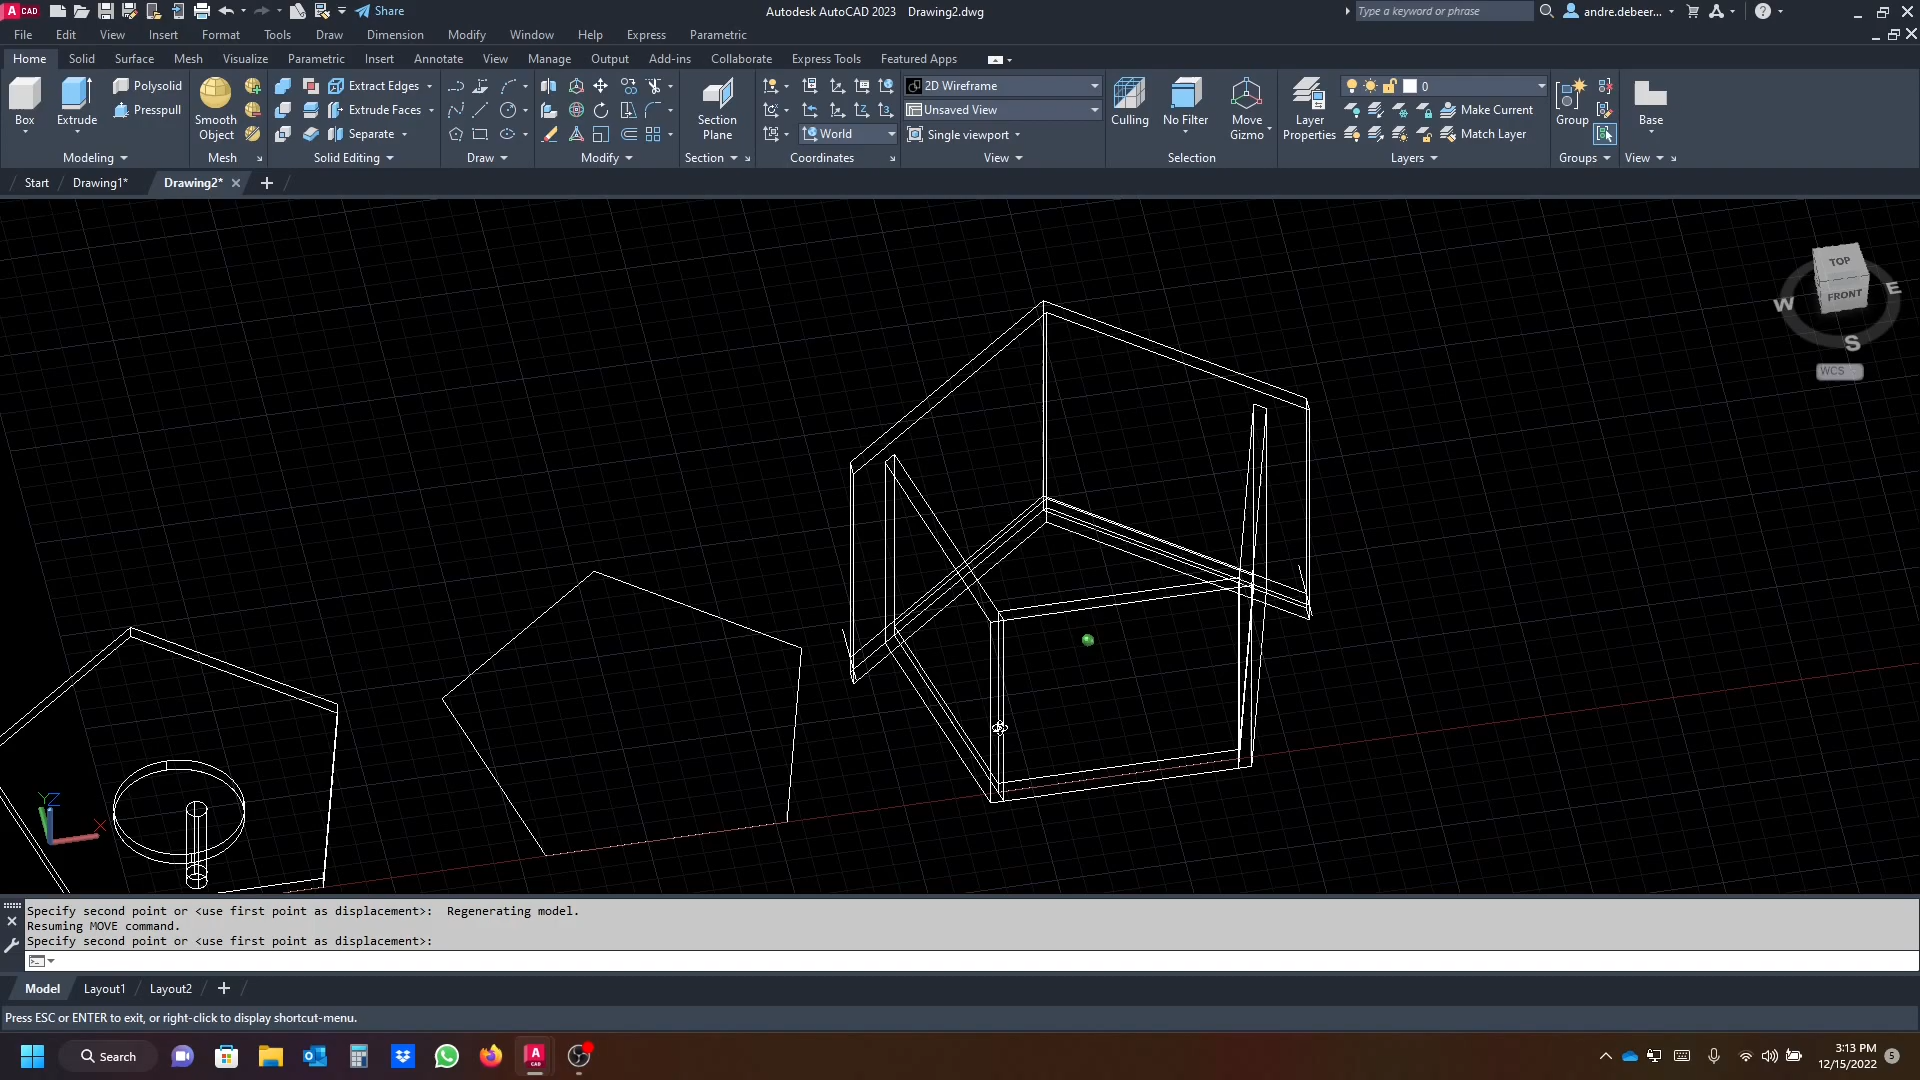 A CAD Share Autodesk AutoCAD 2023 Drawing2.dwg Type a keyword or phrase andre.debeer... ?
File Edit View Insert Format Tools Draw Dimension Modify Window Help Express Parametric
Home Solid Surface Mesh Visualize Parametric Insert Annotate View Manage Output Add-ins Collaborate Express Tools Featured Apps
Box Extrude Polysolid Presspull
Modeling
Smooth Object
Mesh
Extract Edges
Extrude Faces
Separate
Solid Editing
Draw
Modify
Section Plane
Section
World
Coordinates
2D Wireframe
Unsaved View
Single viewport
View
Culling No Filter Move Gizmo
Selection
Layer Properties
0
Make Current
Match Layer
Layers
Group
Groups
Base
View
Start Drawing1* Drawing2*
TOP
FRONT
W E
S
WCS
Y Z
X
Specify second point or <use first point as displacement>:  Regenerating model.
Resuming MOVE command.
Specify second point or <use first point as displacement>:
Model Layout1 Layout2
Press ESC or ENTER to exit, or right-click to display shortcut-menu.
Search
A CAD
3:13 PM
12/15/2022
5